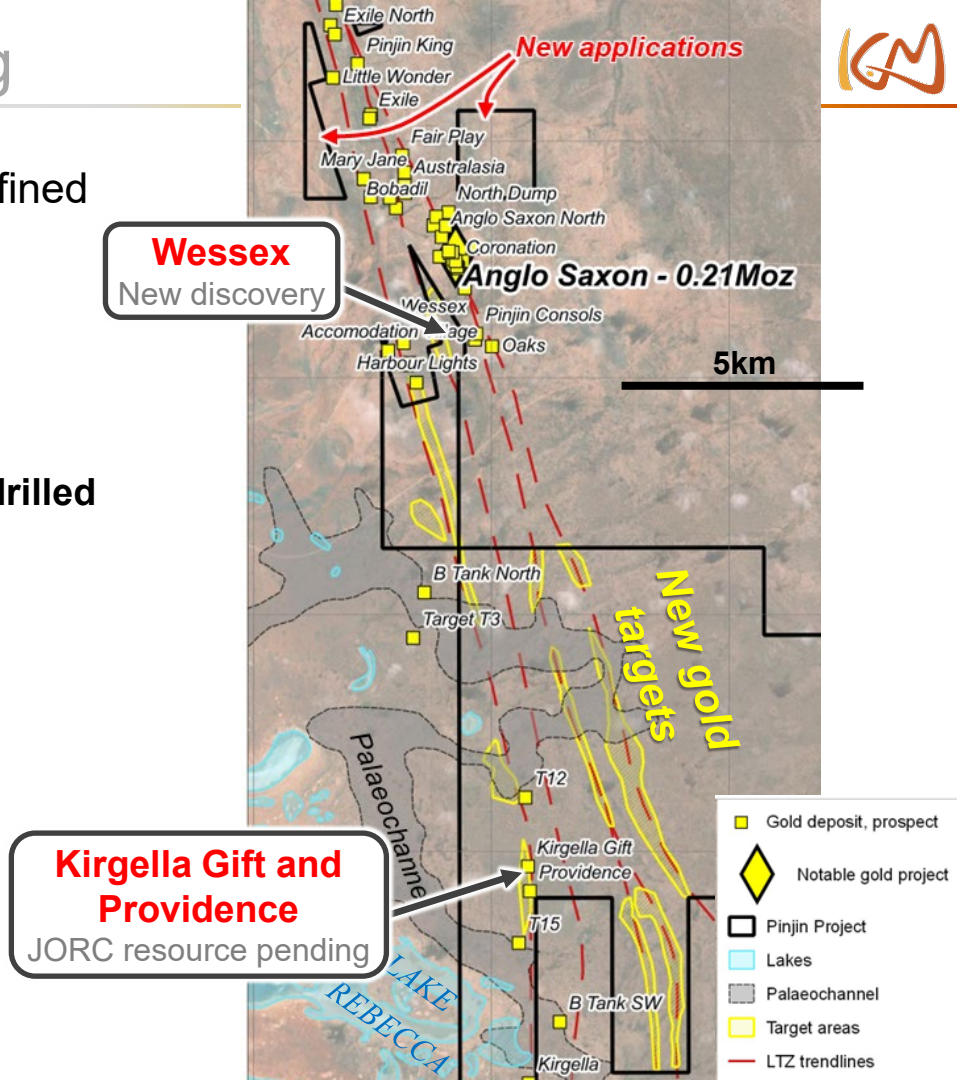 g
KM
fined
drilled
Exile North
Pinjin King
New applications
Little Wonder
Exile
Fair Play
Mary Jane
Australasia
Bobadil
North Dump
Anglo Saxon North
Coronation
Anglo Saxon - 0.21Moz
Wessex
New discovery
Wessex
Pinjin Consols
Accomodation Village
Oaks
Harbour Lights
5km
B Tank North
Target T3
New gold
targets
Palaeochannel
T12
Kirgella Gift
Providence
Kirgella Gift and
Providence
JORC resource pending
T15
LAKE
REBECCA
B Tank SW
Kirgella
Gold deposit, prospect
Notable gold project
Pinjin Project
Lakes
Palaeochannel
Target areas
LTZ trendlines